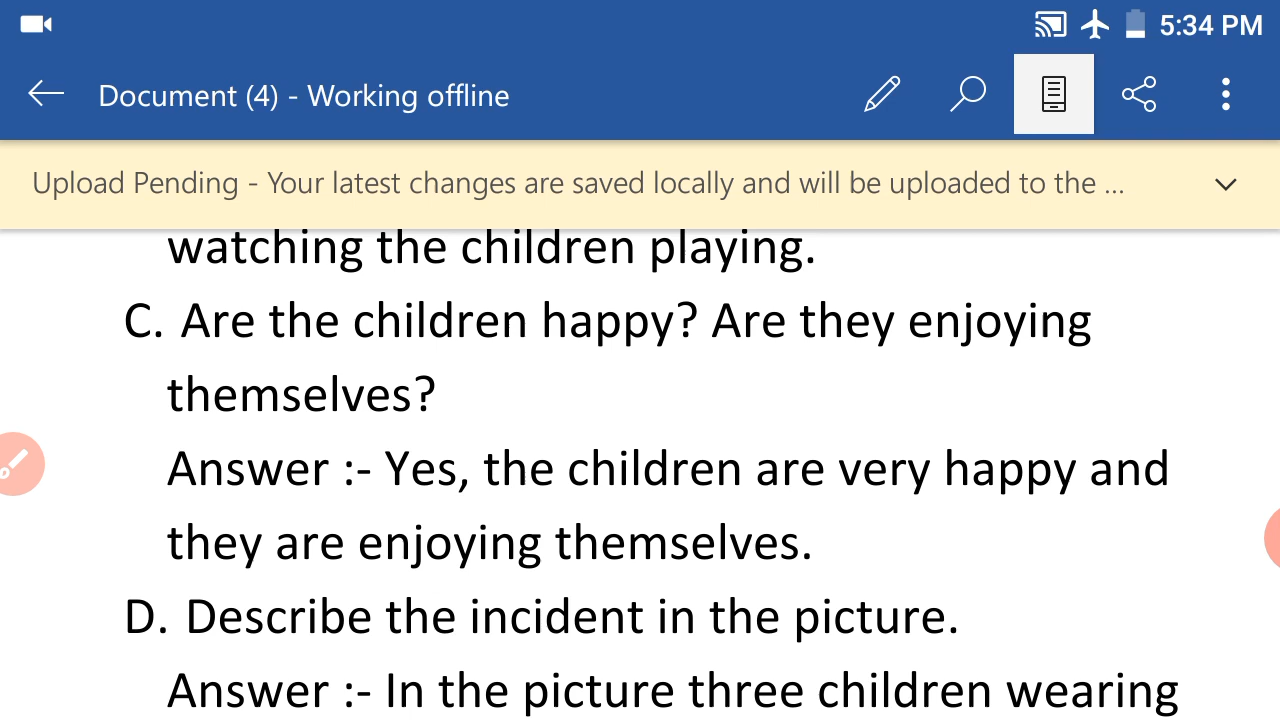 5:34 PM
Document (4) - Working offline
Upload Pending - Your latest changes are saved locally and will be uploaded to the ...
watching the children playing.
C. Are the children happy? Are they enjoying
themselves?
Answer :- Yes, the children are very happy and
they are enjoying themselves.
D. Describe the incident in the picture.
Answer :- In the picture three children wearing